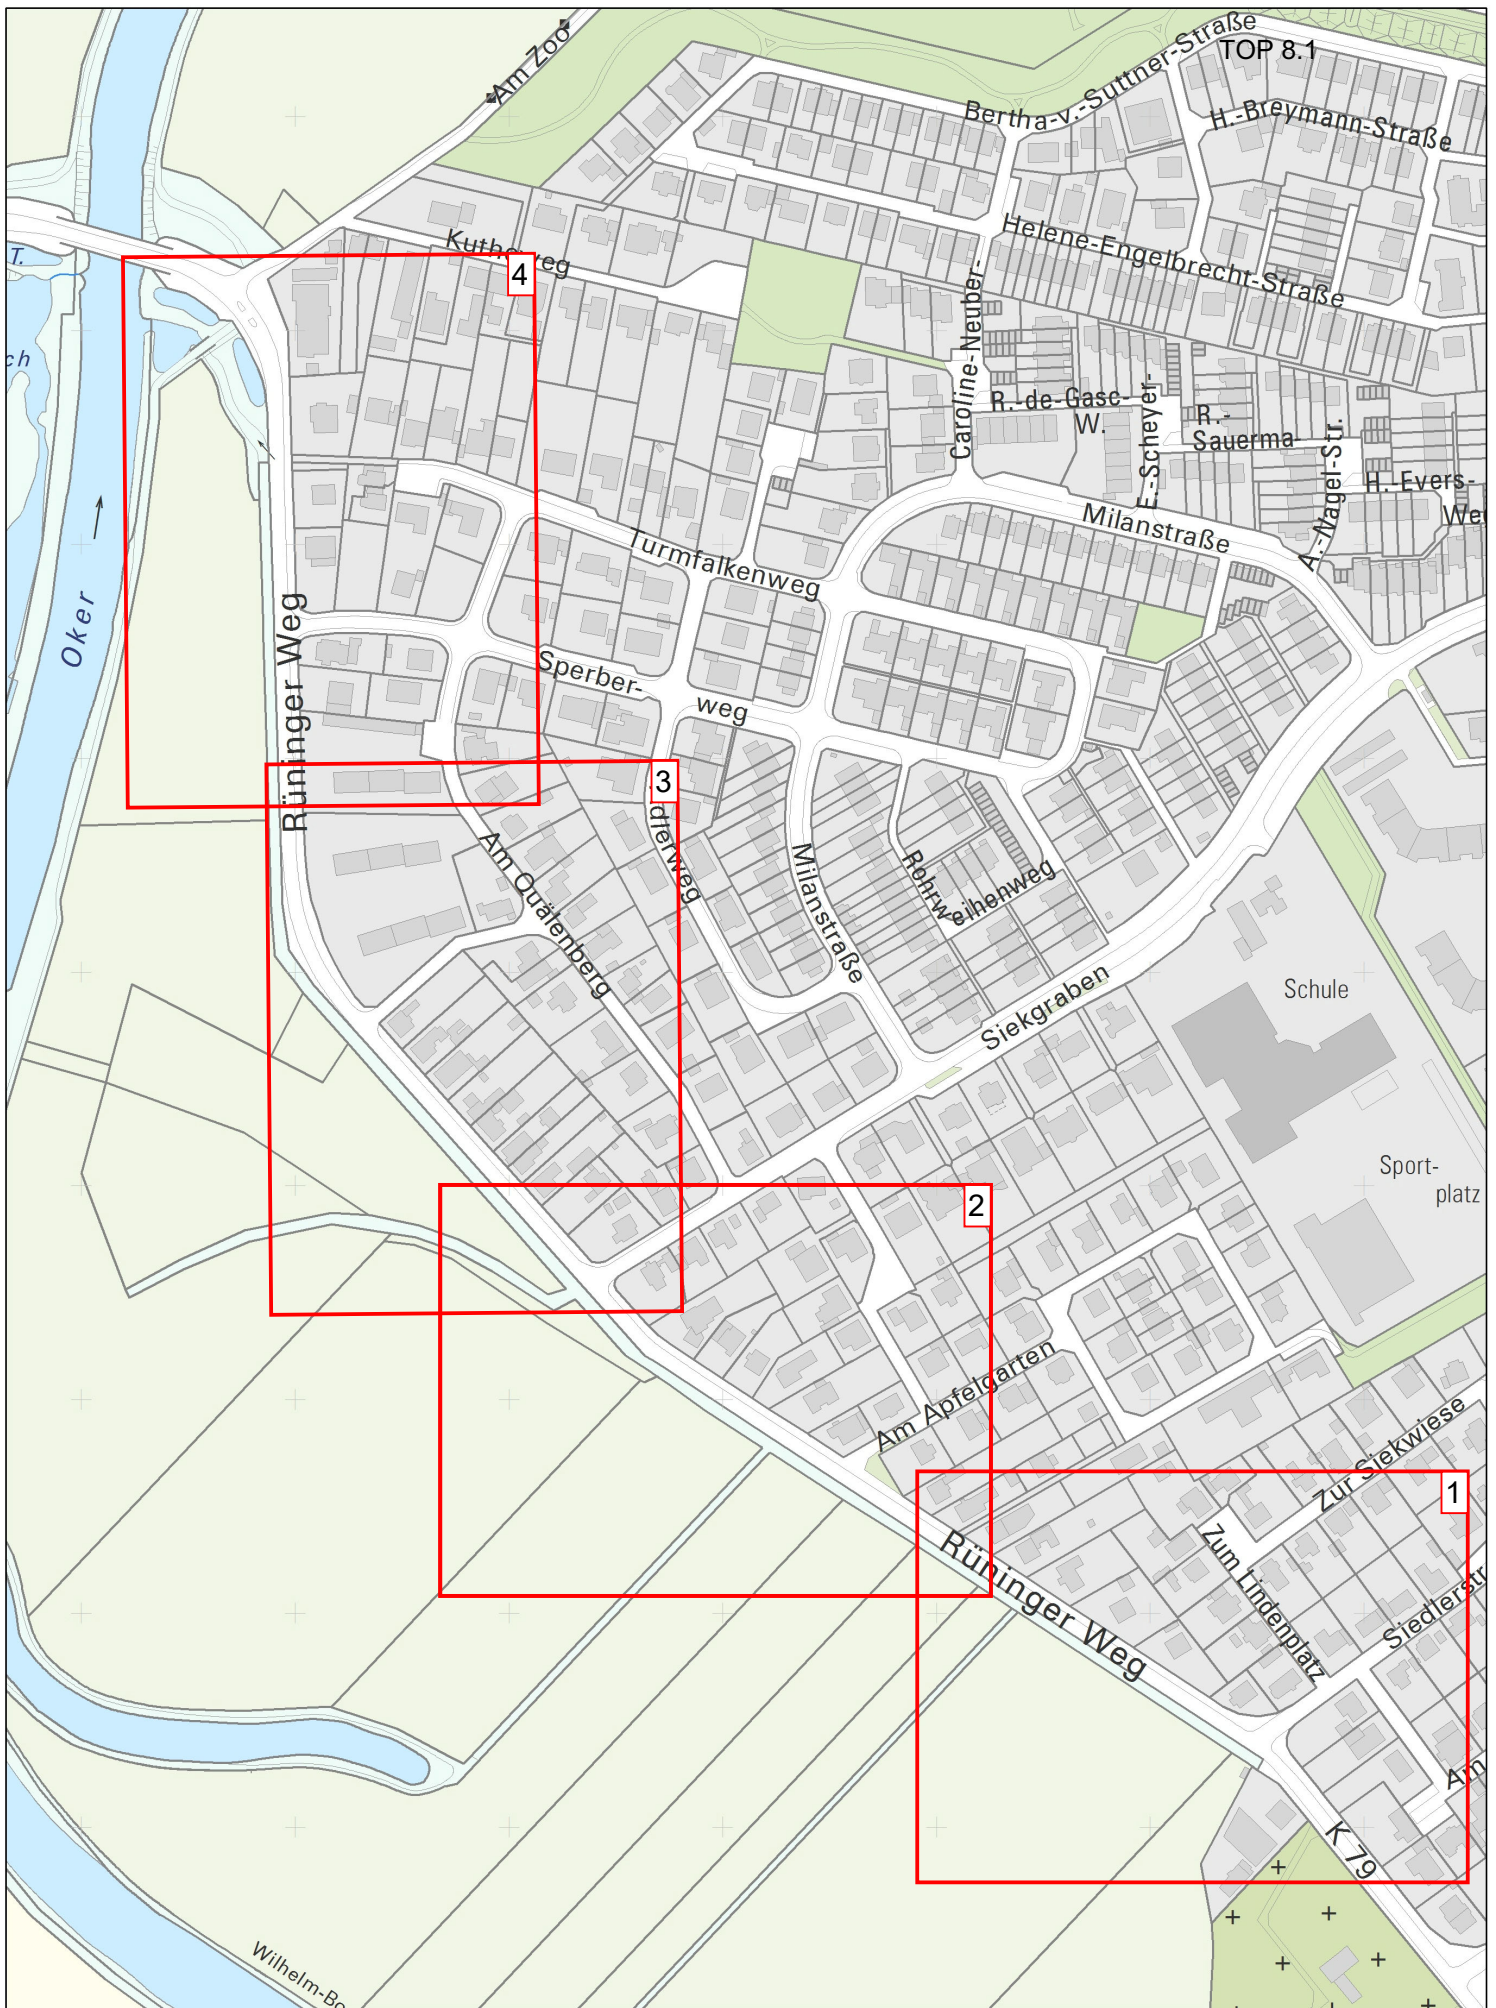 Am Zoo
Bertha-v.-Suttner-Straße
TOP 8.1
H.-Breymann-Straße
Helene-Engelbrecht-Straße
T.
4
ch
Caroline-Neuber-
R.-de-Gasc-
W.
E.-Scheyer-
R.-
Sauerma-
A.-Nagel-Str.
H.-Evers-
Milanstraße
Turmfalkenweg
Oker
Rüninger Weg
Sperber-
weg
3
Am Quälenberg
Milanstraße
Rohrweihenweg
Siekgraben
Schule
Sport-
platz
2
Am Apfelgarten
Zur Siekwiese
1
Rüninger Weg
Zum Lindenplatz
Siedlerstr
Am
K 79
Wilhelm-Bo